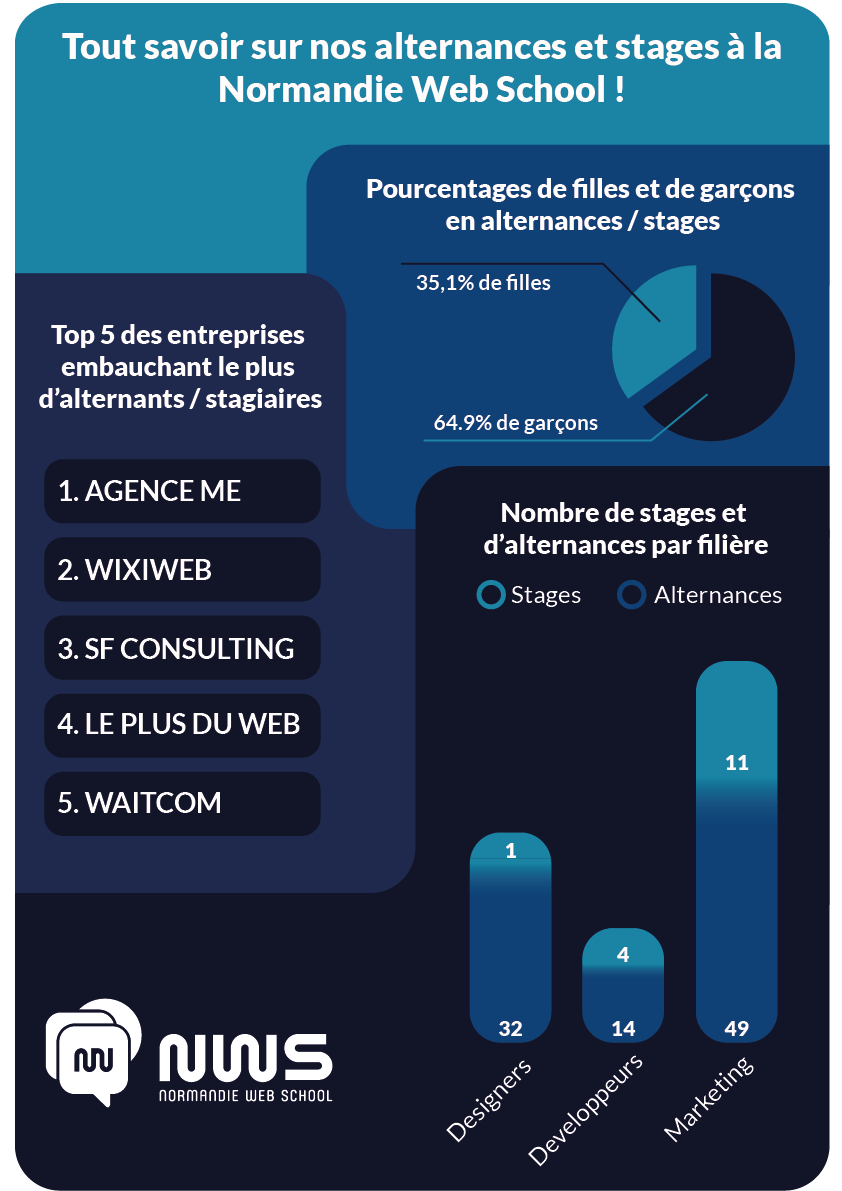 Tout savoir sur nos alternances et stages à la
Normandie Web School !
Pourcentages de filles et de garçons
en alternances / stages
35,1% de filles
64.9% de garçons
Top 5 des entreprises
embauchant le plus
d'alternants / stagiaires
1. AGENCE ME
2. WIXIWEB
3. SF CONSULTING
4. LE PLUS DU WEB
5. WAITCOM
Nombre de stages et
d'alternances par filière
Stages
Alternances
1
32
4
14
11
49
Designers
Developpeurs
Marketing
NWS
NORMANDIE WEB SCHOOL